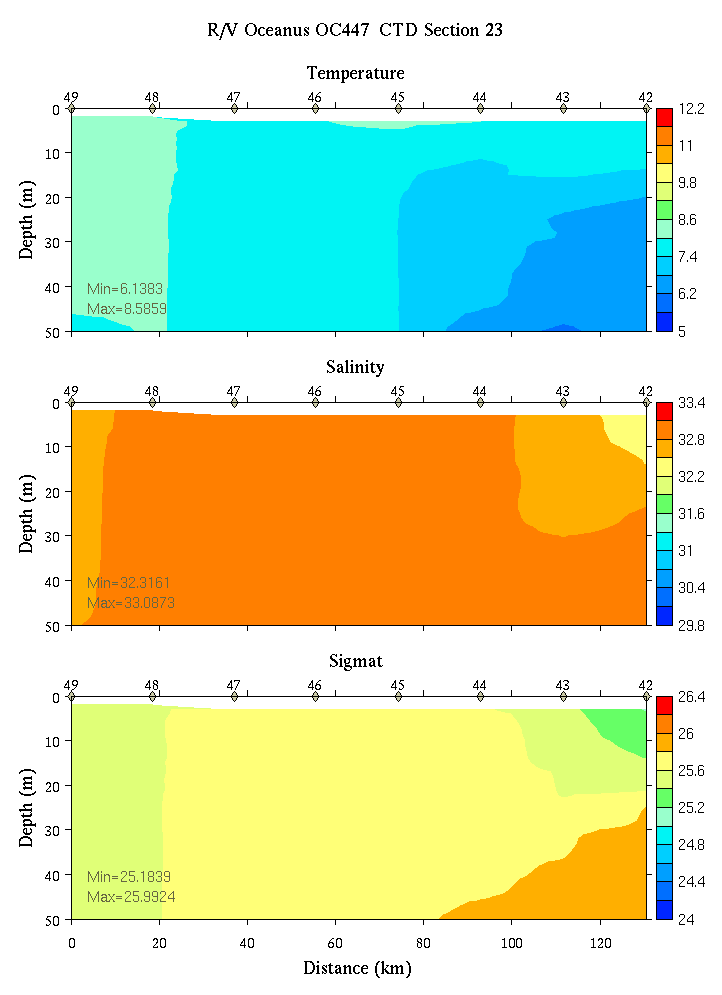 R/V Oceanus OC447 CTD Section 23
Temperature
49 48 47 46 45 44 43 42
0
10
20
30
40
50
Depth (m)
Min=6.1383
Max=8.5859
12.2
11
9.8
8.6
7.4
6.2
5
Salinity
49 48 47 46 45 44 43 42
0
10
20
30
40
50
Depth (m)
Min=32.3161
Max=33.0873
33.4
32.8
32.2
31.6
31
30.4
29.8
Sigmat
49 48 47 46 45 44 43 42
0
10
20
30
40
50
Depth (m)
Min=25.1839
Max=25.9924
26.4
26
25.6
25.2
24.8
24.4
24
0 20 40 60 80 100 120
Distance (km)